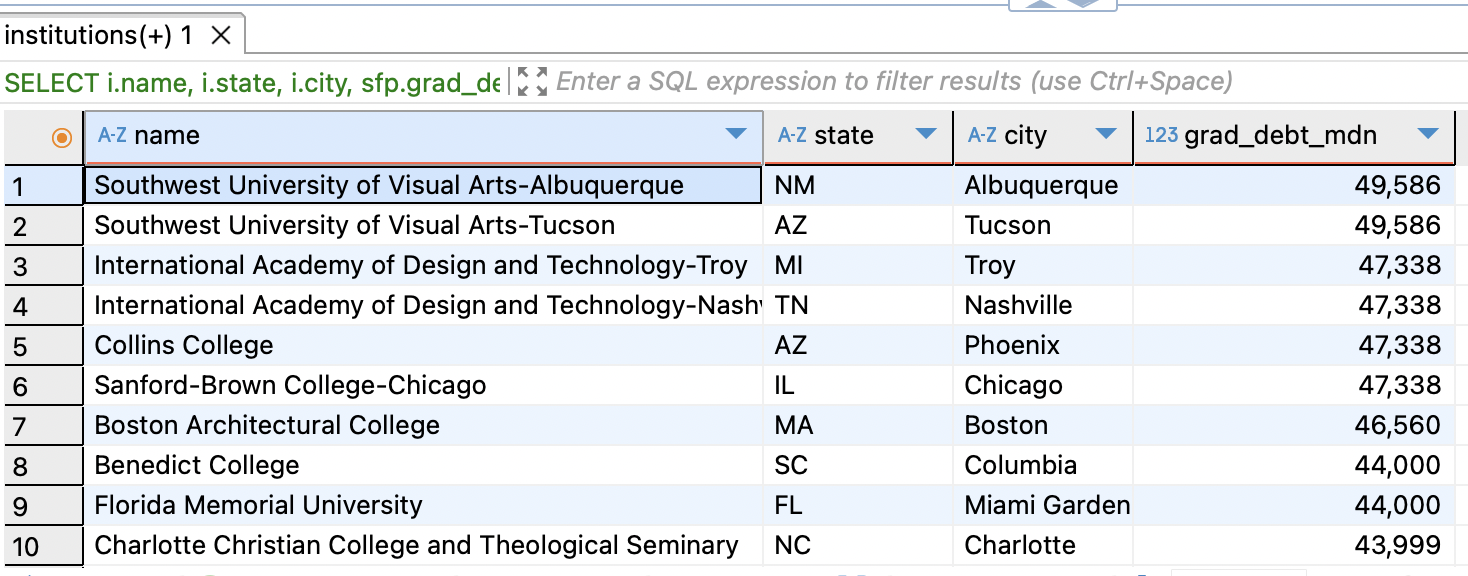 institutions(+) 1
SELECT i.name, i.state, i.city, sfp.grad_de Enter a SQL expression to filter results (use Ctrl+Space)
A-Z name A-Z state A-Z city 123 grad_debt_mdn
1 Southwest University of Visual Arts-Albuquerque NM Albuquerque 49,586
2 Southwest University of Visual Arts-Tucson AZ Tucson 49,586
3 International Academy of Design and Technology-Troy MI Troy 47,338
4 International Academy of Design and Technology-Nash TN Nashville 47,338
5 Collins College AZ Phoenix 47,338
6 Sanford-Brown College-Chicago IL Chicago 47,338
7 Boston Architectural College MA Boston 46,560
8 Benedict College SC Columbia 44,000
9 Florida Memorial University FL Miami Garden 44,000
10 Charlotte Christian College and Theological Seminary NC Charlotte 43,999